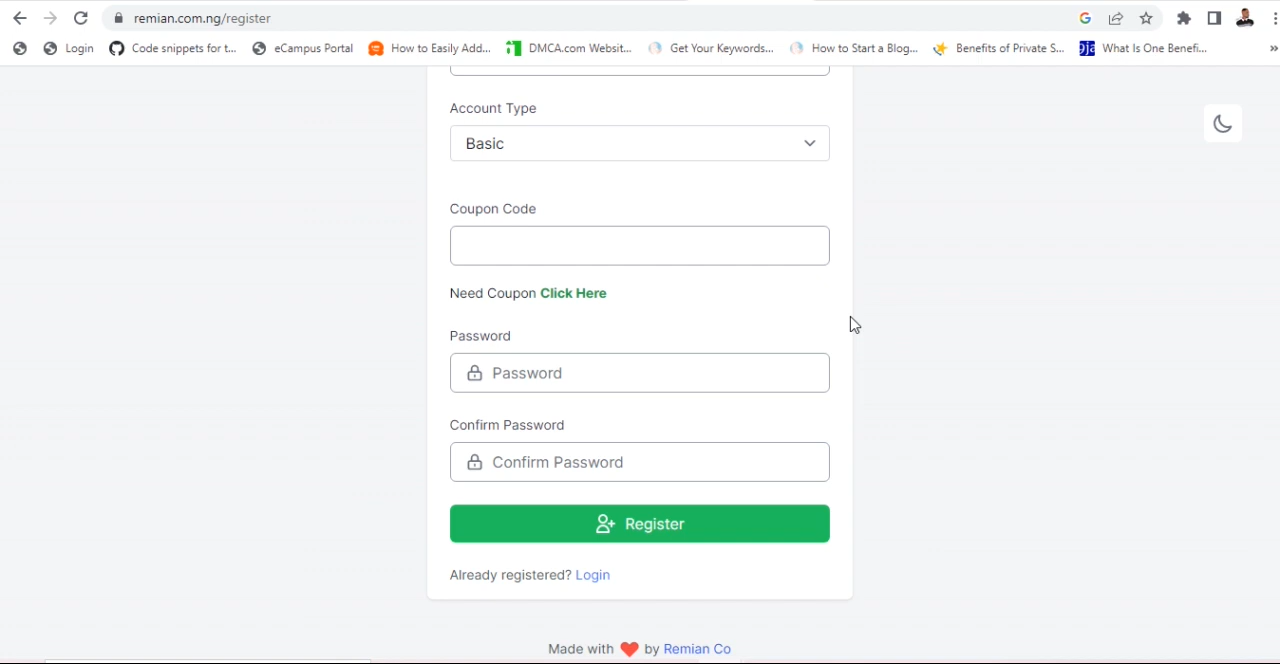 remian.com.ng/register
Login
Code snippets for t...
eCampus Portal
How to Easily Add...
DMCA.com Websit...
Get Your Keywords...
How to Start a Blog...
Benefits of Private S...
9ja
What Is One Benefi...
»
Account Type
Basic
Coupon Code
Need Coupon Click Here
Password
Password
Confirm Password
Confirm Password
Register
Already registered? Login
Made with ❤ by Remian Co